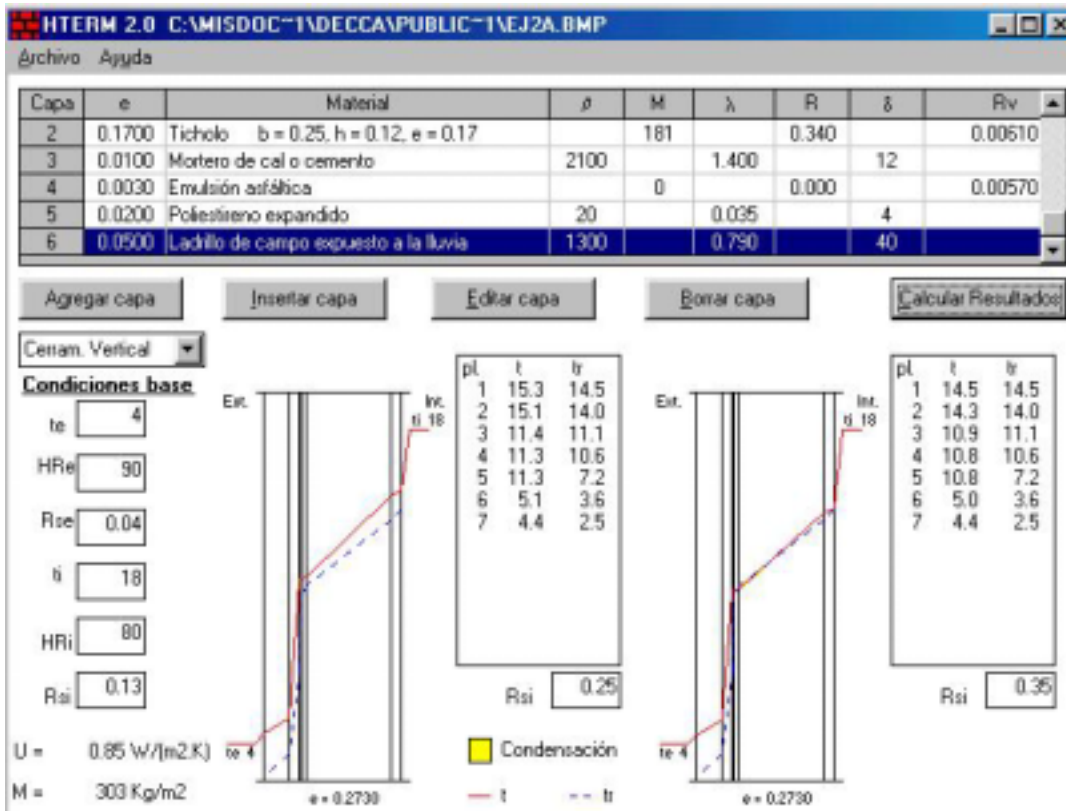 HTERM 2.0 C:\MISDOC~1\DECCA\PUBLIC~1\EJ2A.BMP
Archivo Ayuda
Capa e Material ρ M λ R δ Rv
2 0.1700 Ticholo b = 0.25, h = 0.12, e = 0.17 181 0.340 0.00610
3 0.0100 Mortero de cal o cemento 2100 1.400 12
4 0.0030 Emulsión asfáltica 0 0.000 0.00570
5 0.0200 Poliestireno expandido 20 0.035 4
6 0.0500 Ladrillo de campo expuesto a la lluvia 1300 0.790 40
Agregar capa Insertar capa Editar capa Borrar capa Calcular Resultados
Cerram. Vertical
Condiciones base
te 4
HRe 90
Rse 0.04
ti 18
HRi 80
Rsi 0.13
U = 0.85 W/(m2.K)
M = 303 Kg/m2
Ext. Int.
ti 18
te 4
e = 0.2730
pl. t tr
1 15.3 14.5
2 15.1 14.0
3 11.4 11.1
4 11.3 10.6
5 11.3 7.2
6 5.1 3.6
7 4.4 2.5
Rsi 0.25
Condensación
t tr
Ext. Int.
ti 18
te 4
e = 0.2730
pl. t tr
1 14.5 14.5
2 14.3 14.0
3 10.9 11.1
4 10.8 10.6
5 10.8 7.2
6 5.0 3.6
7 4.4 2.5
Rsi 0.35